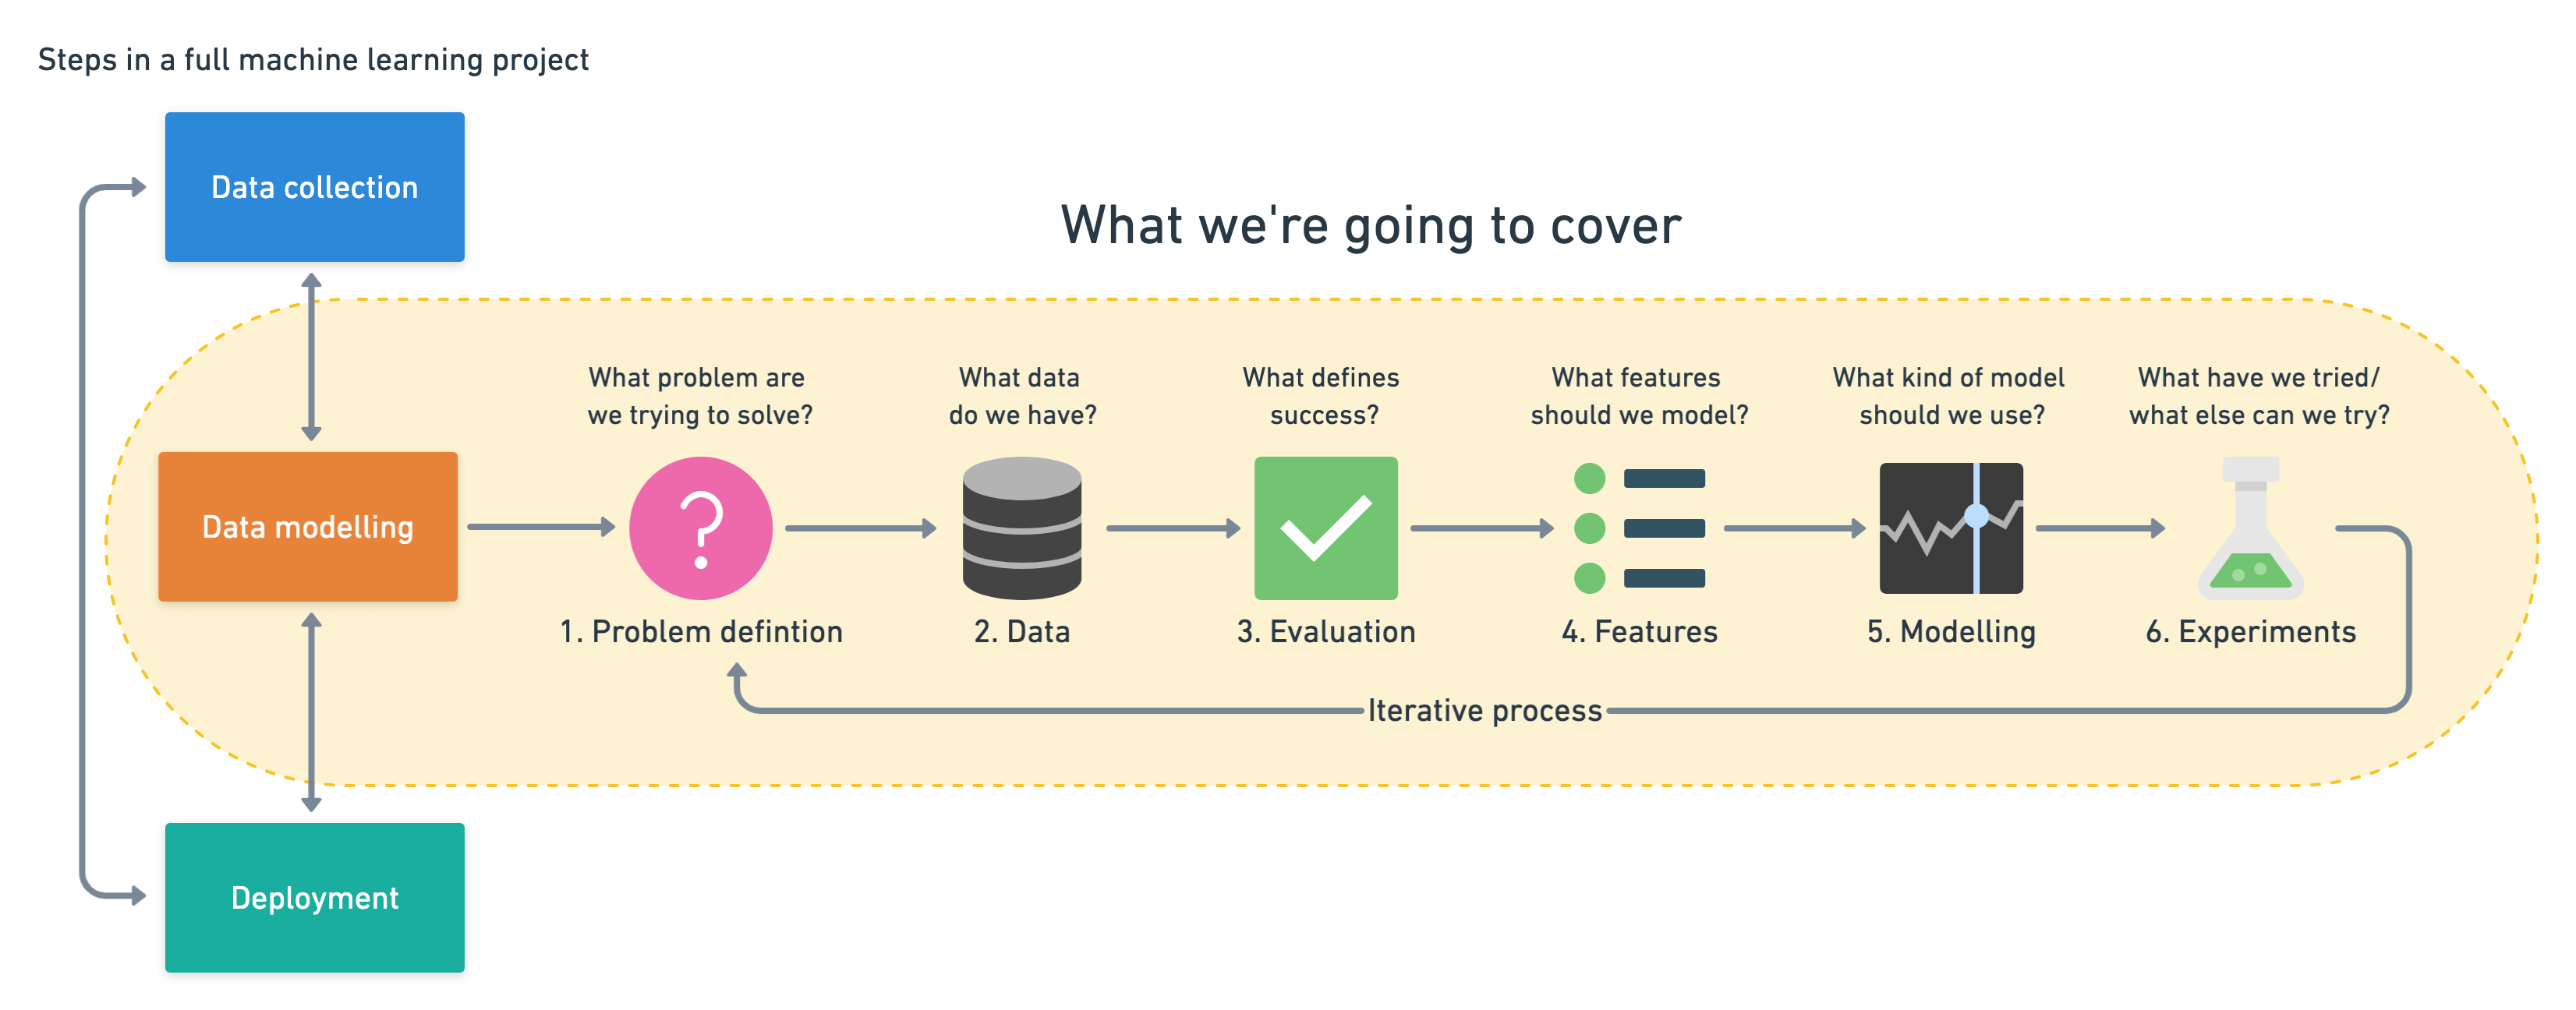 Steps in a full machine learning project
Data collection
What we're going to cover
What problem are
we trying to solve?
What data
do we have?
What defines
success?
What features
should we model?
What kind of model
should we use?
What have we tried/
what else can we try?
Data modelling
1. Problem defintion
2. Data
3. Evaluation
4. Features
5. Modelling
6. Experiments
Iterative process
Deployment